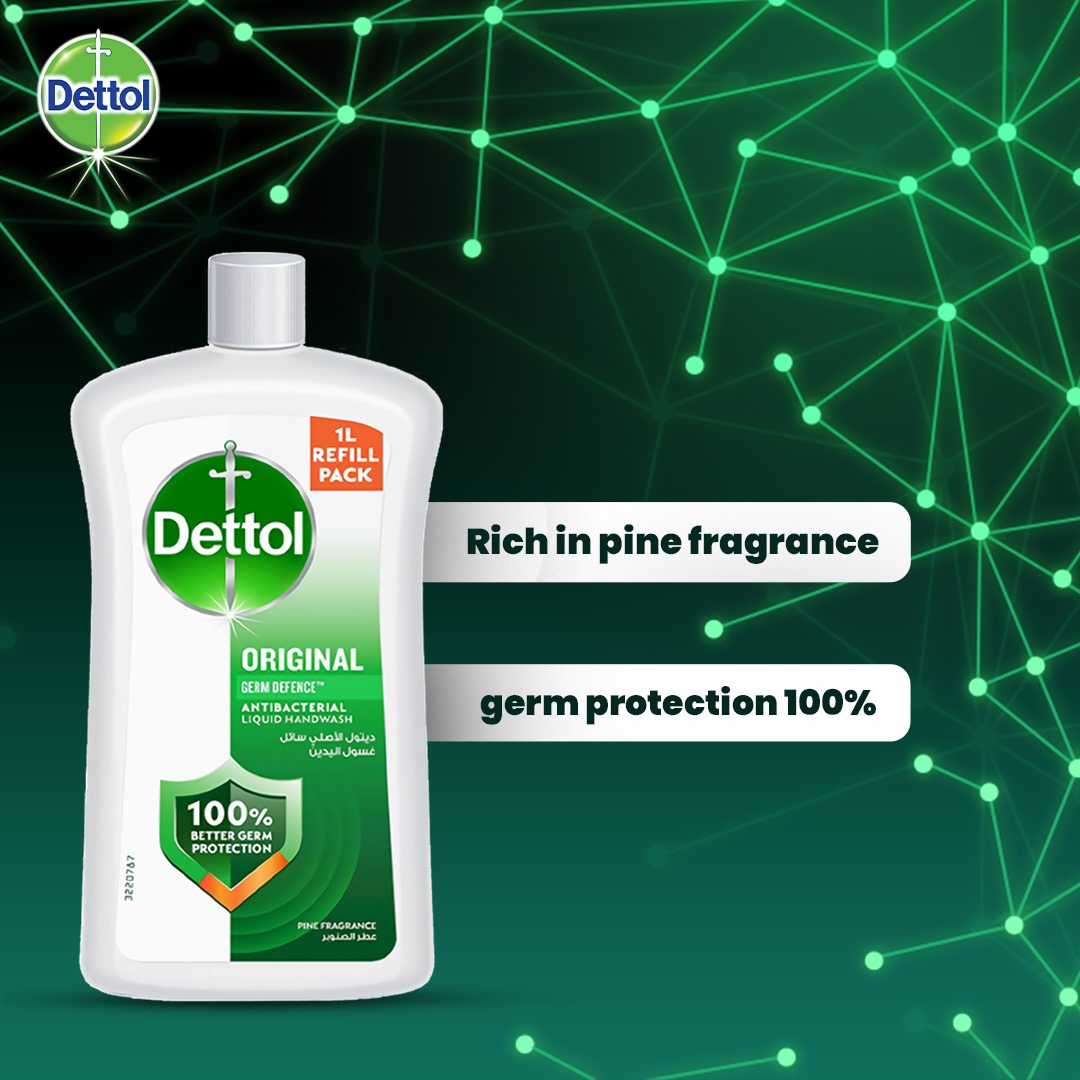 Dettol
1L
REFILL
PACK
Dettol
Rich in pine fragrance
ORIGINAL
GERM DEFENCE™
ANTIBACTERIAL
LIQUID HANDWASH
ديتول الأصلي سائل
غسول اليدين
germ protection 100%
100%
BETTER GERM
PROTECTION
3220787
PINE FRAGRANCE
عطر الصنوبر